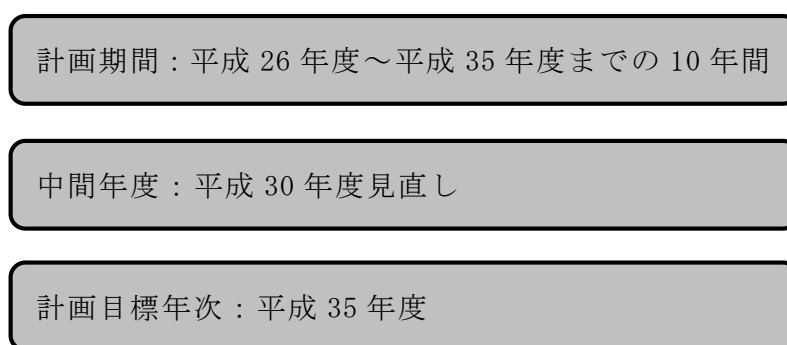 計画期間：平成 26 年度～平成 35 年度までの 10 年間
中間年度：平成 30 年度見直し
計画目標年次：平成 35 年度